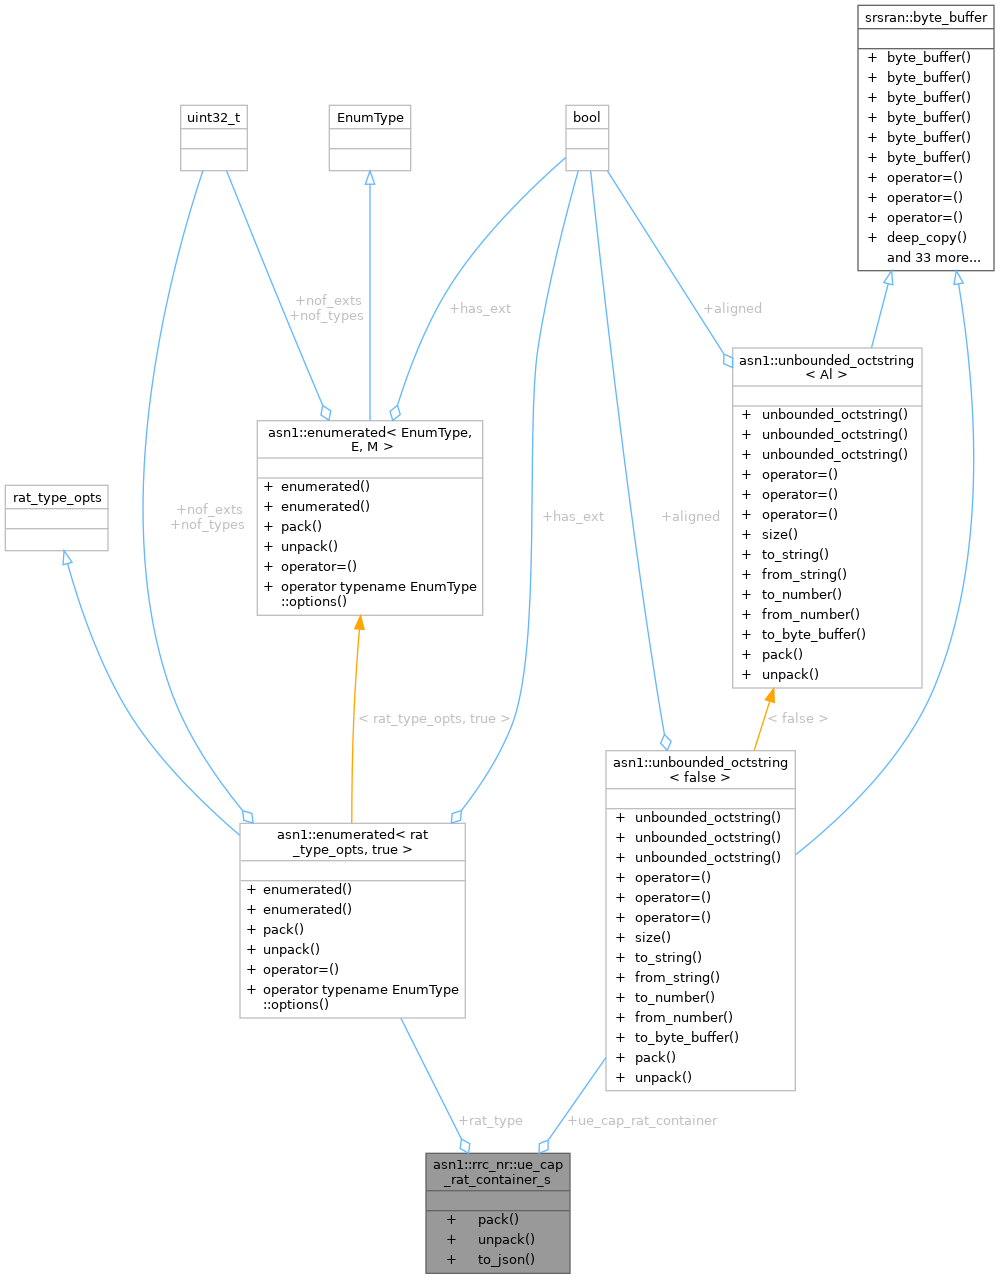 srsran::byte_buffer
+ byte_buffer()
+ byte_buffer()
+ byte_buffer()
+ byte_buffer()
+ byte_buffer()
+ byte_buffer()
+ operator=()
+ operator=()
+ operator=()
+ deep_copy()
and 33 more...
uint32_t
EnumType
bool
+nof_exts
+nof_types
+has_ext
+aligned
asn1::unbounded_octstring
< Al >
+ unbounded_octstring()
+ unbounded_octstring()
+ unbounded_octstring()
+ operator=()
+ operator=()
+ operator=()
+ size()
+ to_string()
+ from_string()
+ to_number()
+ from_number()
+ to_byte_buffer()
+ pack()
+ unpack()
asn1::enumerated< EnumType,
E, M >
+ enumerated()
+ enumerated()
+ pack()
+ unpack()
+ operator=()
+ operator typename EnumType
::options()
rat_type_opts
+nof_exts
+nof_types
+has_ext
+aligned
< rat_type_opts, true >
< false >
asn1::unbounded_octstring
< false >
+ unbounded_octstring()
+ unbounded_octstring()
+ unbounded_octstring()
+ operator=()
+ operator=()
+ operator=()
+ size()
+ to_string()
+ from_string()
+ to_number()
+ from_number()
+ to_byte_buffer()
+ pack()
+ unpack()
asn1::enumerated< rat
_type_opts, true >
+ enumerated()
+ enumerated()
+ pack()
+ unpack()
+ operator=()
+ operator typename EnumType
::options()
+rat_type
+ue_cap_rat_container
asn1::rrc_nr::ue_cap
_rat_container_s
+ pack()
+ unpack()
+ to_json()